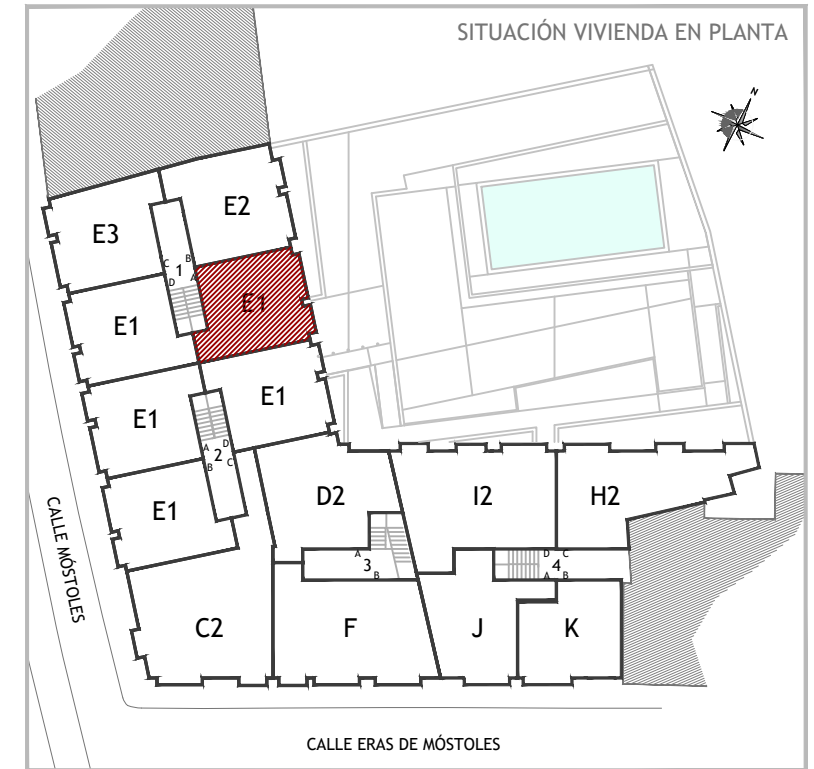 SITUACIÓN VIVIENDA EN PLANTA
N
E2
E3
C
B
1
D
A
E1
E1
E1
E1
A
D
2
B
C
E1
D2
I2
H2
A
3
B
D
C
4
A
B
C2
F
J
K
CALLE MÓSTOLES
CALLE ERAS DE MÓSTOLES